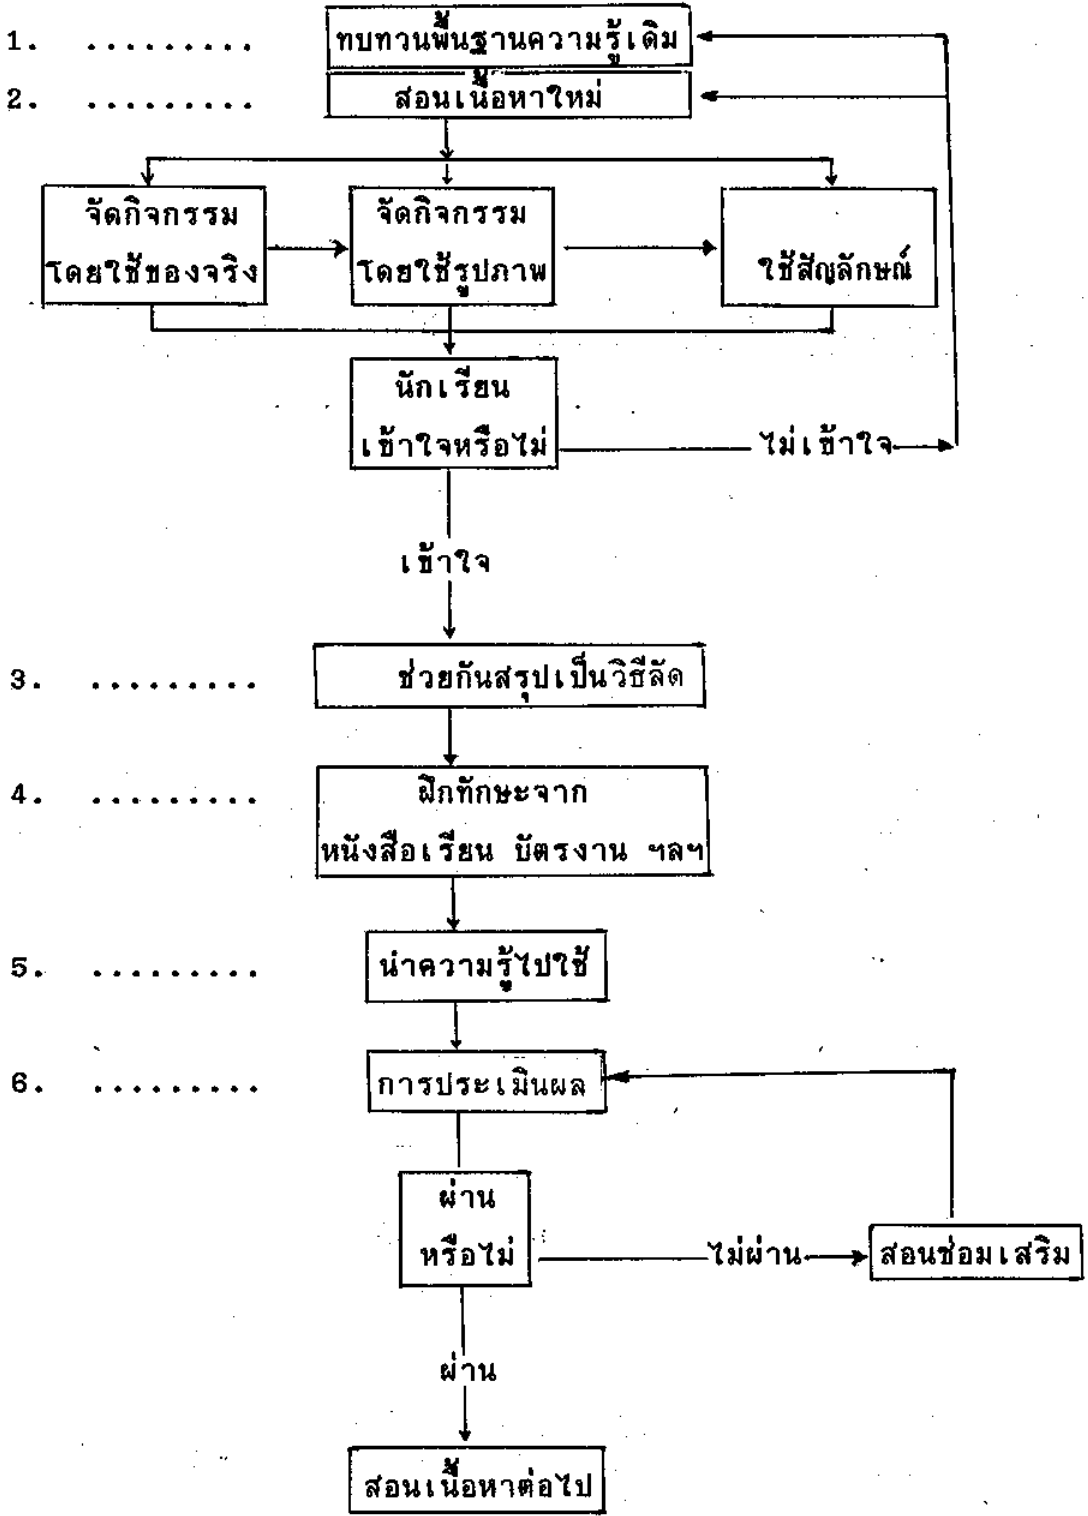 1. ......... ทบทวนพื้นฐานความรู้เดิม
2. ......... สอนเนื้อหาใหม่
จัดกิจกรรม
โดยใช้ของจริง
จัดกิจกรรม
โดยใช้รูปภาพ
ใช้สัญลักษณ์
นักเรียน
เข้าใจหรือไม่
ไม่เข้าใจ
เข้าใจ
3. ......... ช่วยกันสรุปเป็นวิธีลัด
4. ......... ฝึกทักษะจาก
หนังสือเรียน บัตรงาน ฯลฯ
5. ......... นำความรู้ไปใช้
6. ......... การประเมินผล
ผ่าน
หรือไม่
ไม่ผ่าน
สอนซ่อมเสริม
ผ่าน
สอนเนื้อหาต่อไป